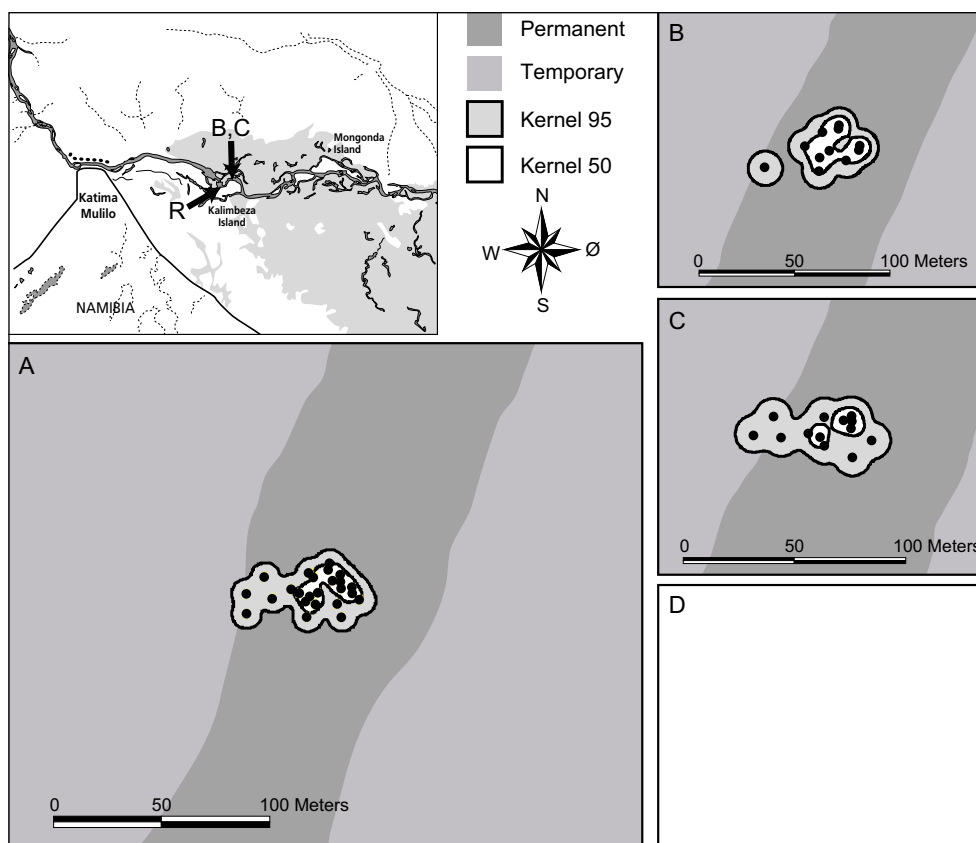 B,C
Mongonda
Island
Katima
Mulilo
R
Kalimbeza
Island
NAMIBIA
Permanent
Temporary
Kernel 95
Kernel 50
N
W
Ø
S
B
0
50
100 Meters
C
0
50
100 Meters
A
0
50
100 Meters
D